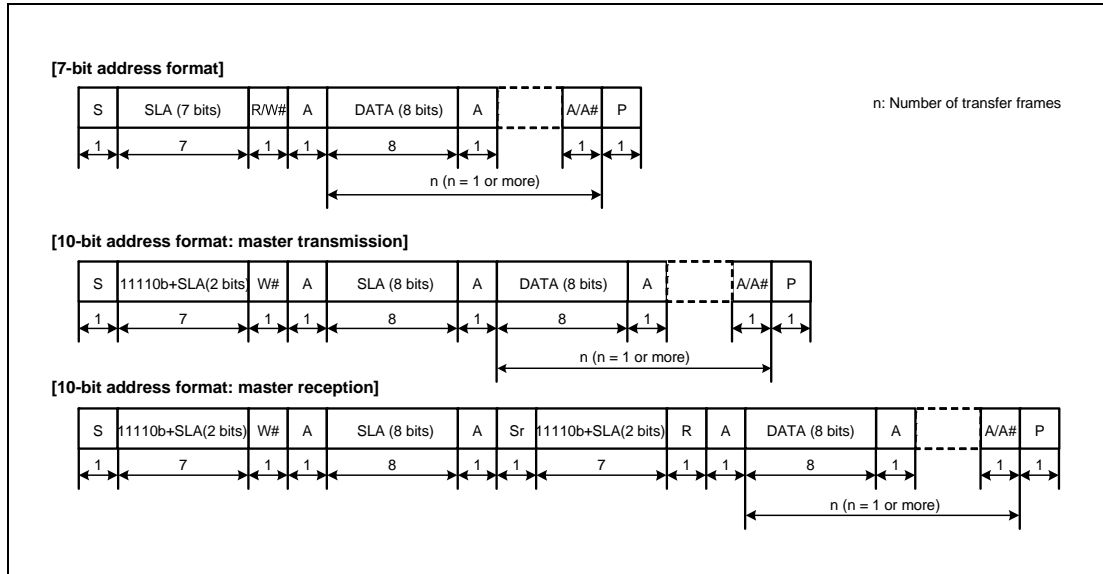 [7-bit address format]
n: Number of transfer frames
S SLA (7 bits) R/W# A DATA (8 bits) A A/A# P
1 7 1 1 8 1 1 1
n (n = 1 or more)
[10-bit address format: master transmission]
S 11110b+SLA(2 bits) W# A SLA (8 bits) A DATA (8 bits) A A/A# P
1 7 1 1 8 1 8 1 1 1
n (n = 1 or more)
[10-bit address format: master reception]
S 11110b+SLA(2 bits) W# A SLA (8 bits) A Sr 11110b+SLA(2 bits) R A DATA (8 bits) A A/A# P
1 7 1 1 8 1 1 7 1 1 8 1 1 1
n (n = 1 or more)